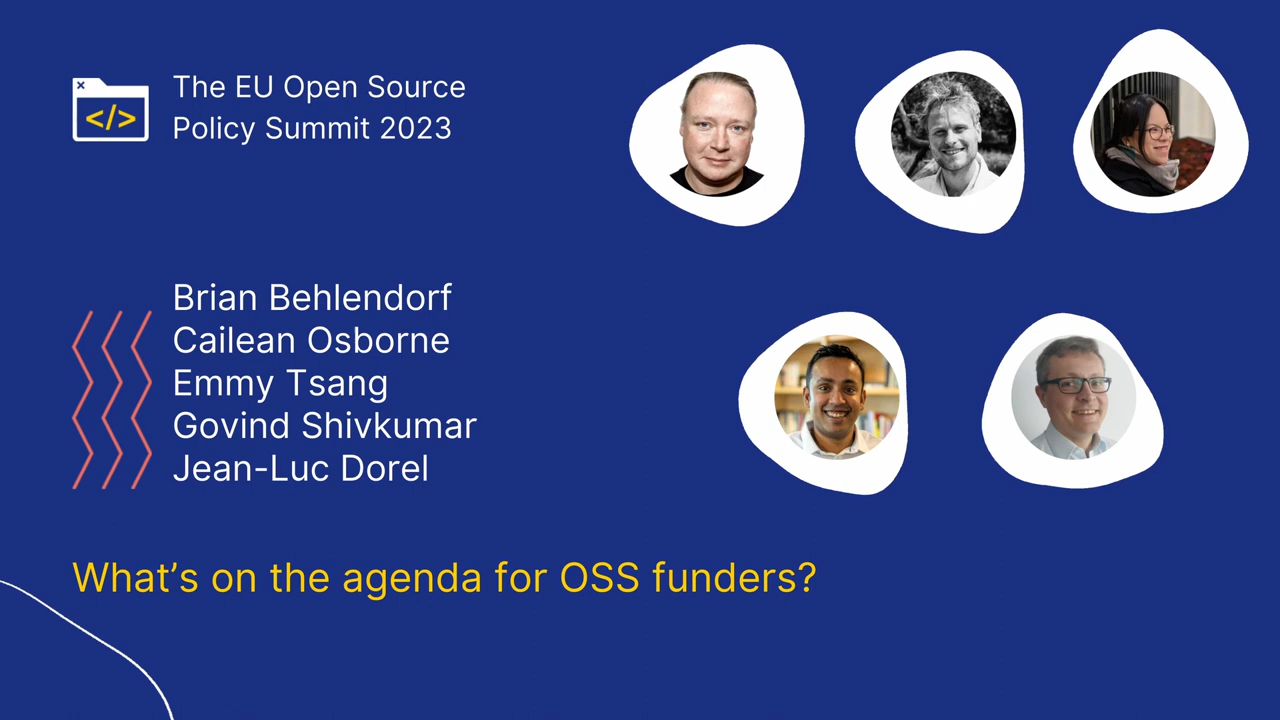 The EU Open Source
Policy Summit 2023
</>
Brian Behlendorf
Cailean Osborne
Emmy Tsang
Govind Shivkumar
Jean-Luc Dorel
What’s on the agenda for OSS funders?